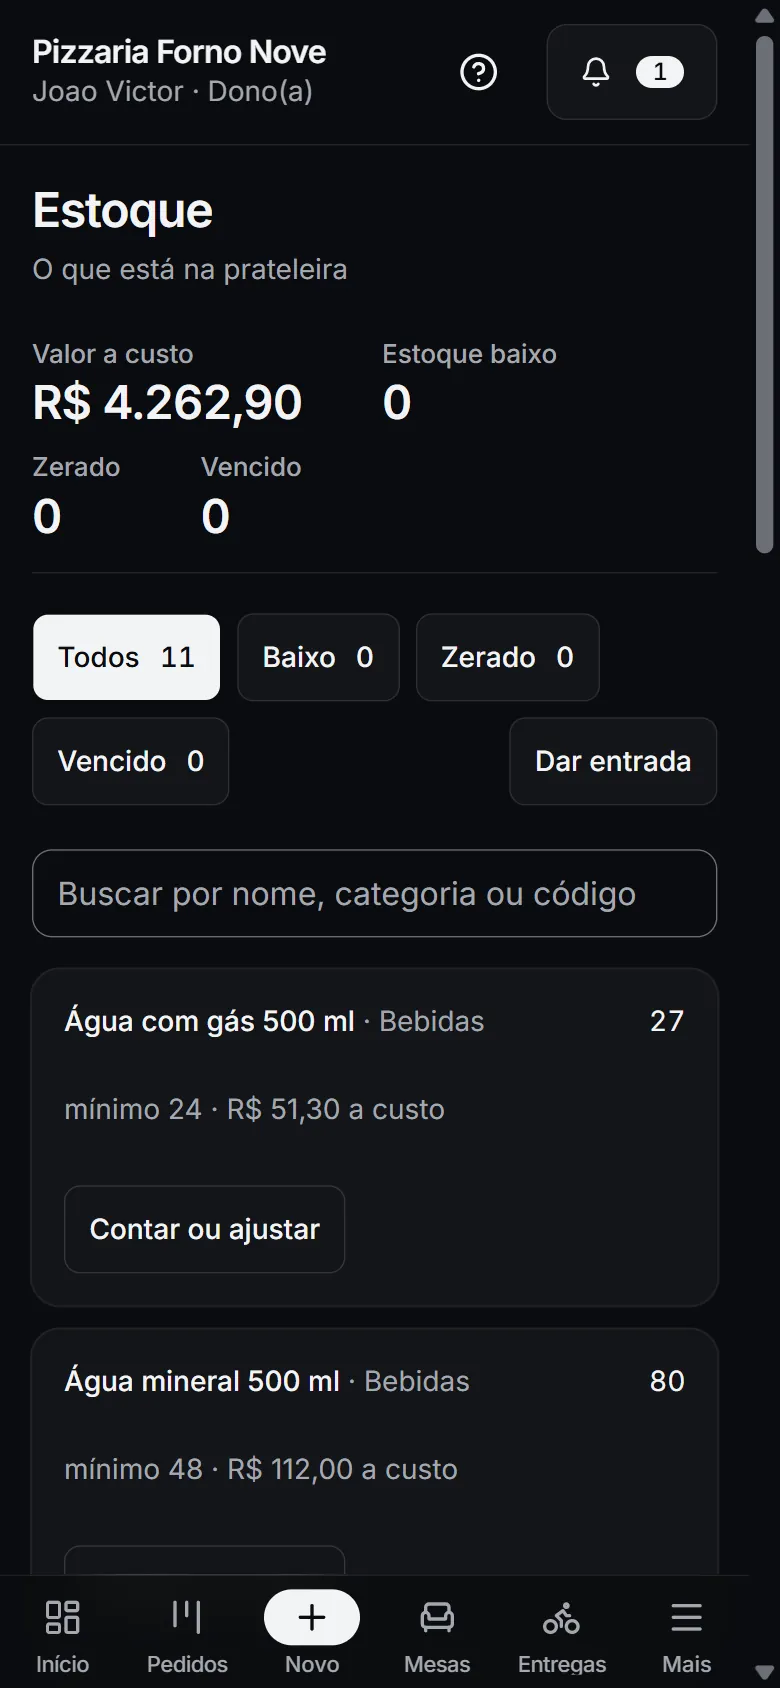 Pizzaria Forno Nove
Joao Victor · Dono(a)
1
Estoque
O que está na prateleira
Valor a custo
R$ 4.262,90
Estoque baixo
0
Zerado
0
Vencido
0
Todos 11
Baixo 0
Zerado 0
Vencido 0
Dar entrada
Buscar por nome, categoria ou código
Água com gás 500 ml · Bebidas 27
mínimo 24 · R$ 51,30 a custo
Contar ou ajustar
Água mineral 500 ml · Bebidas 80
mínimo 48 · R$ 112,00 a custo
Início
Pedidos
Novo
Mesas
Entregas
Mais